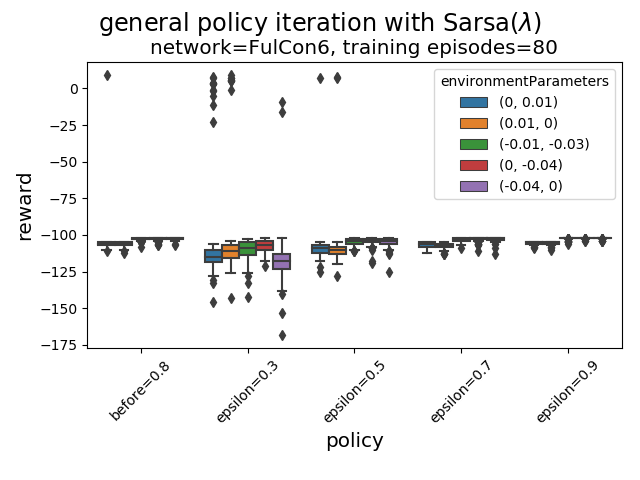 general policy iteration with Sarsa(λ)
network=FulCon6, training episodes=80
environmentParameters
(0, 0.01)
(0.01, 0)
(-0.01, -0.03)
(0, -0.04)
(-0.04, 0)
reward
0
−25
−50
−75
−100
−125
−150
−175
before=0.8
epsilon=0.3
epsilon=0.5
epsilon=0.7
epsilon=0.9
policy